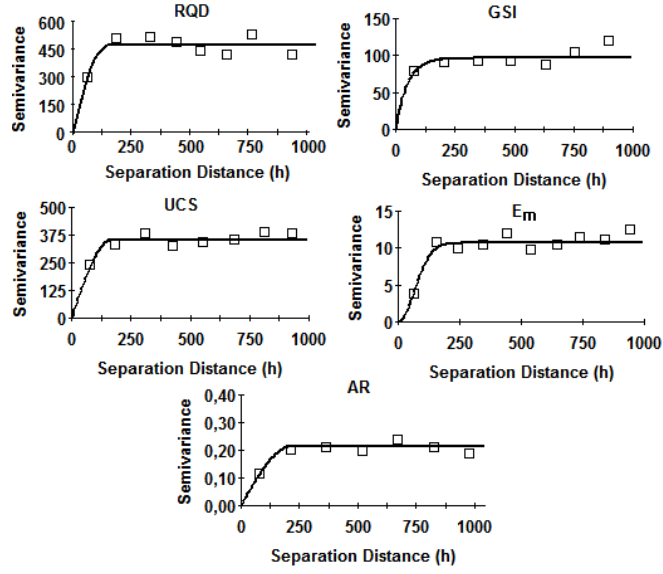 RQD
Semivariance
600
450
300
150
0
0 250 500 750 1000
Separation Distance (h)
GSI
Semivariance
150
100
50
0
0 250 500 750 1000
Separation Distance (h)
UCS
Semivariance
500
375
250
125
0
0 250 500 750 1000
Separation Distance (h)
Em
Semivariance
15
10
5
0
0 250 500 750 1000
Separation Distance (h)
AR
Semivariance
0,40
0,30
0,20
0,10
0,00
0 250 500 750 1000
Separation Distance (h)